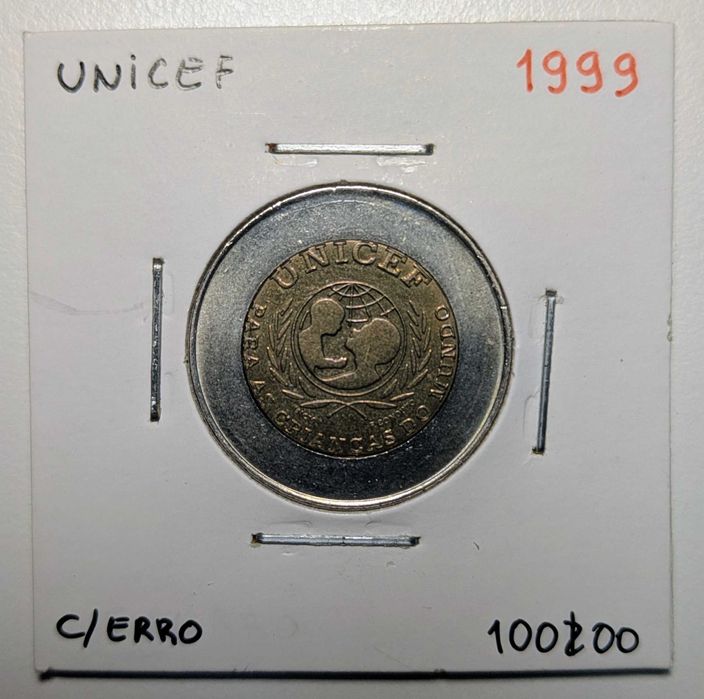 UNICEF
1999
UNICEF
PARA AS CRIANÇAS DO MUNDO
C/ERRO
100$00